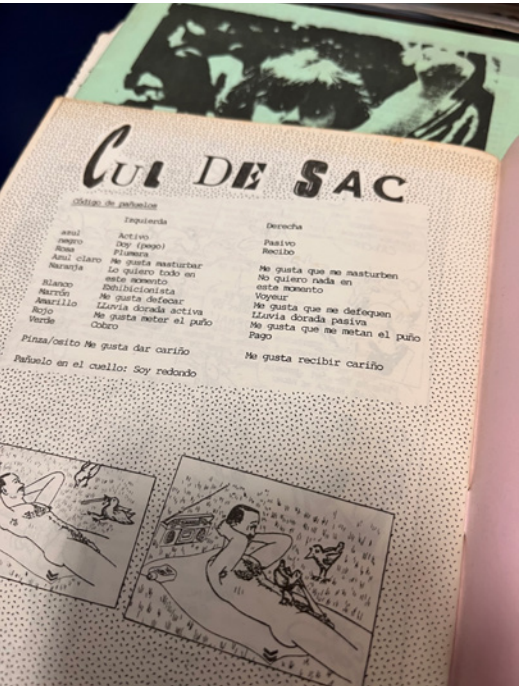 CUL DE SAC
Código de pañuelos
Izquierda Derecha
azul Activo Pasivo
negro Doy (pego) Recibo
Rosa Plumera
Azul claro Me gusta masturbar Me gusta que me masturben
Naranja Lo quiero todo en No quiero nada en
este momento este momento
Blanco Exhibicionista Voyeur
Marrón Me gusta defecar Me gusta que me defequen
Amarillo LLuvia dorada activa LLuvia dorada pasiva
Rojo Me gusta meter el puño Me gusta que me metan el puño
Verde Cobro Pago
Pinza/osito Me gusta dar cariño Me gusta recibir cariño
Pañuelo en el cuello: Soy redondo